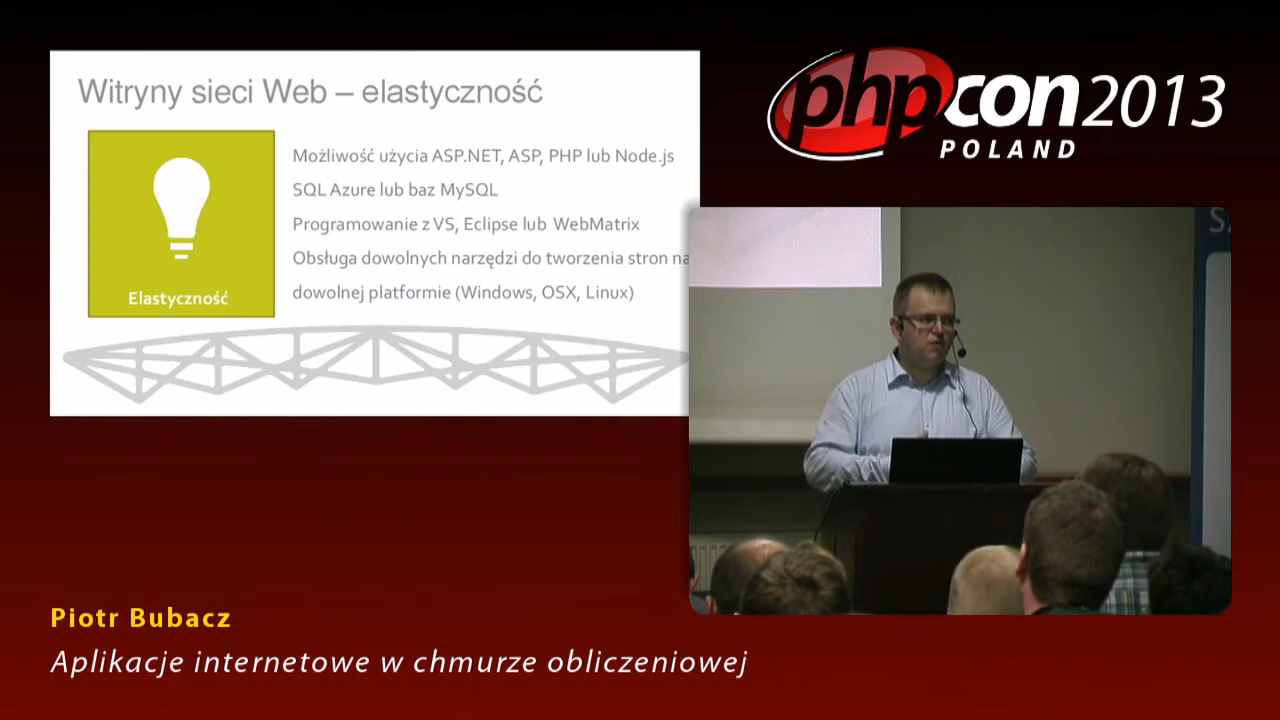 Witryny sieci Web – elastyczność
Możliwość użycia ASP.NET, ASP, PHP lub Node.js
SQL Azure lub baz MySQL
Programowanie z VS, Eclipse lub WebMatrix
Obsługa dowolnych narzędzi do tworzenia stron na
dowolnej platformie (Windows, OSX, Linux)
Elastyczność
phpcon2013
POLAND
Piotr Bubacz
Aplikacje internetowe w chmurze obliczeniowej